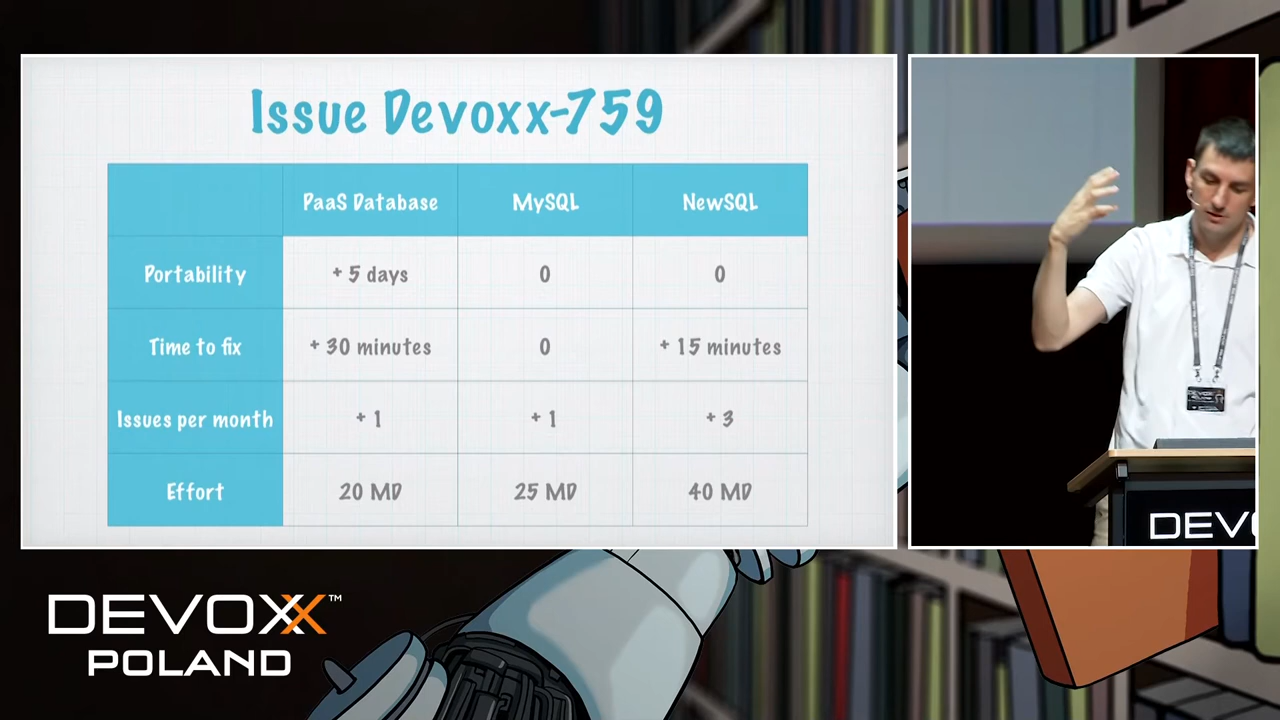 Issue Devoxx-759
PaaS Database MySQL NewSQL
Portability + 5 days 0 0
Time to fix + 30 minutes 0 + 15 minutes
Issues per month + 1 + 1 + 3
Effort 20 MD 25 MD 40 MD
DEVOXX™
POLAND
DEVO